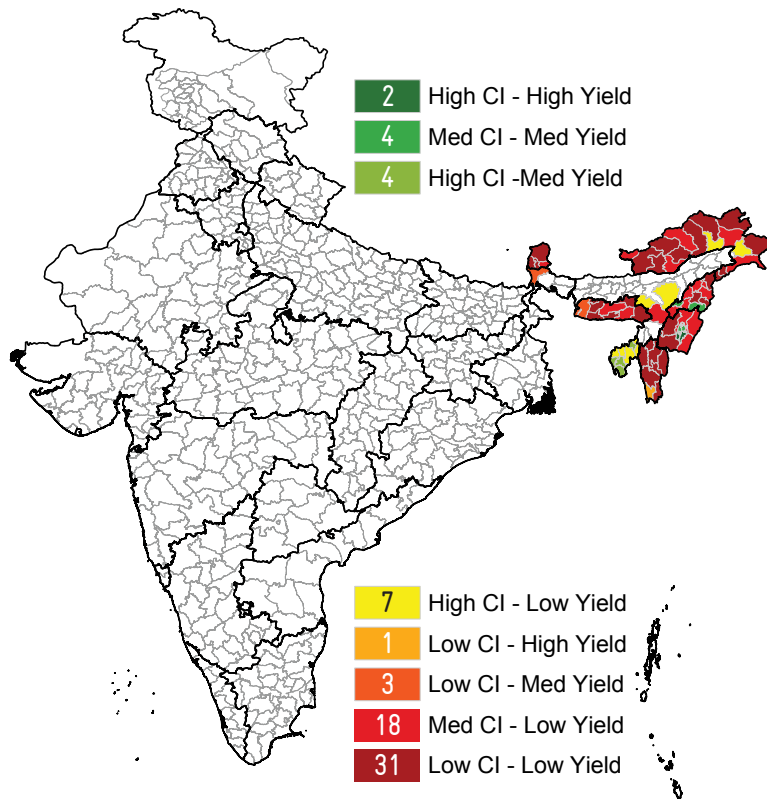 2 High CI - High Yield
4 Med CI - Med Yield
4 High CI -Med Yield
7 High CI - Low Yield
1 Low CI - High Yield
3 Low CI - Med Yield
18 Med CI - Low Yield
31 Low CI - Low Yield